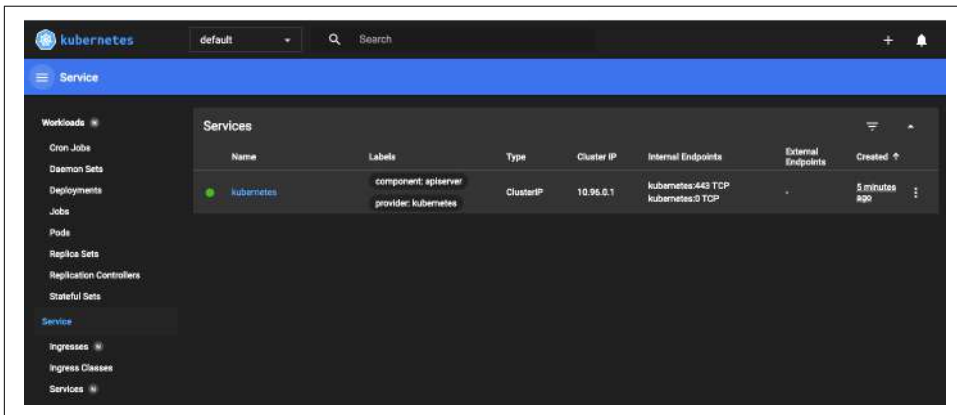 kubernetes
default
Search
+
Service
Workloads N
Cron Jobs
Daemon Sets
Deployments
Jobs
Pods
Replica Sets
Replication Controllers
Stateful Sets
Service
Ingresses N
Ingress Classes
Services N
Services
Name Labels Type Cluster IP Internal Endpoints External Endpoints Created ↑
kubernetes
component: apiserver
provider: kubernetes
ClusterIP
10.96.0.1
kubernetes:443 TCP
kubernetes:0 TCP
-
5 minutes
ago